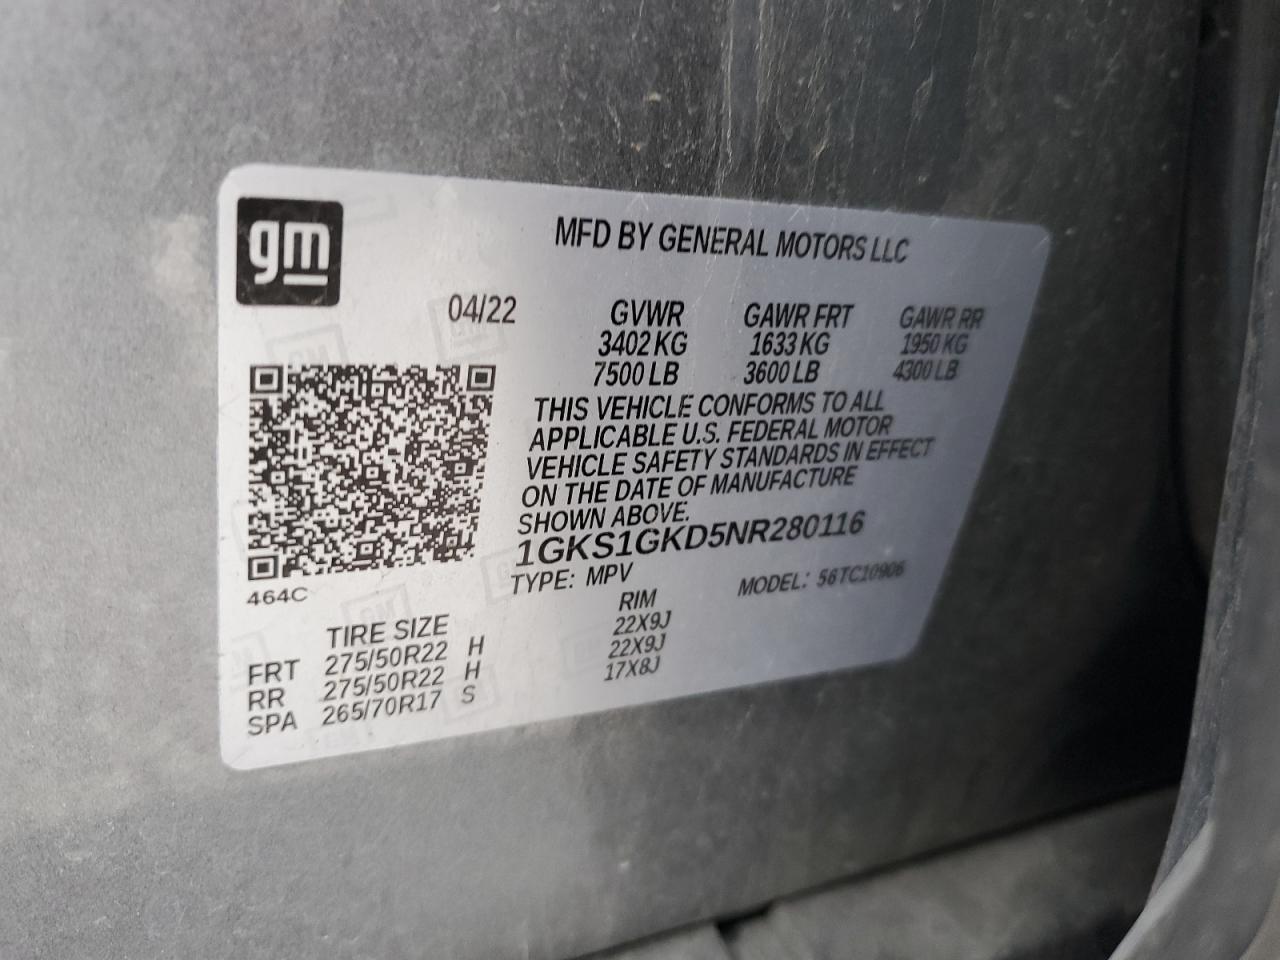 gm
MFD BY GENERAL MOTORS LLC
04/22 GVWR GAWR FRT GAWR RR
3402 KG 1633 KG 1950 KG
7500 LB 3600 LB 4300 LB
THIS VEHICLE CONFORMS TO ALL
APPLICABLE U.S. FEDERAL MOTOR
VEHICLE SAFETY STANDARDS IN EFFECT
ON THE DATE OF MANUFACTURE
SHOWN ABOVE.
1GKS1GKD5NR280116
TYPE: MPV MODEL: 56TC10906
464C
TIRE SIZE RIM
FRT 275/50R22 H 22X9J
RR 275/50R22 H 22X9J
SPA 265/70R17 S 17X8J